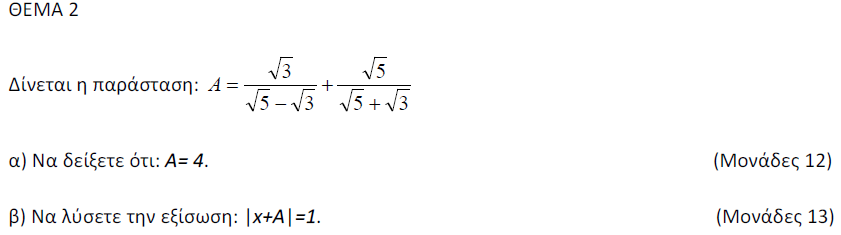 ΘΕΜΑ 2
Δίνεται η παράσταση: A = √3/(√5 − √3) + √5/(√5 + √3)
α) Να δείξετε ότι: A= 4. (Μονάδες 12)
β) Να λύσετε την εξίσωση: |x+A|=1. (Μονάδες 13)